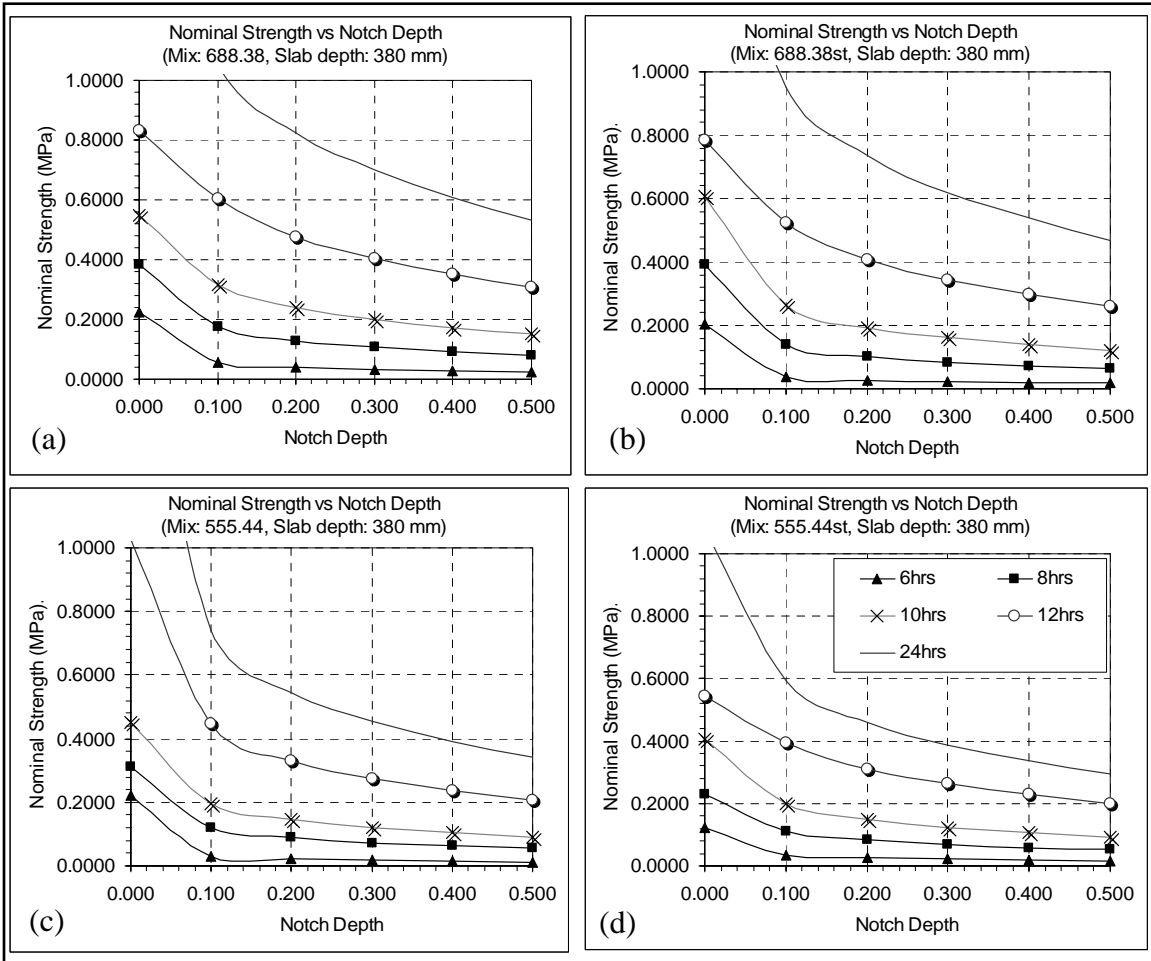 Nominal Strength vs Notch Depth
(Mix: 688.38, Slab depth: 380 mm)
Nominal Strength (MPa)
1.0000
0.8000
0.6000
0.4000
0.2000
0.0000
0.000 0.100 0.200 0.300 0.400 0.500
Notch Depth
(a)
Nominal Strength vs Notch Depth
(Mix: 688.38st, Slab depth: 380 mm)
Nominal Strength (MPa).
1.0000
0.8000
0.6000
0.4000
0.2000
0.0000
0.000 0.100 0.200 0.300 0.400 0.500
Notch Depth
(b)
Nominal Strength vs Notch Depth
(Mix: 555.44, Slab depth: 380 mm)
Nominal Strength (MPa).
1.0000
0.8000
0.6000
0.4000
0.2000
0.0000
0.000 0.100 0.200 0.300 0.400 0.500
Notch Depth
(c)
Nominal Strength vs Notch Depth
(Mix: 555.44st, Slab depth: 380 mm)
Nominal Strength (MPa).
1.0000
0.8000
0.6000
0.4000
0.2000
0.0000
6hrs 8hrs
10hrs 12hrs
24hrs
0.000 0.100 0.200 0.300 0.400 0.500
Notch Depth
(d)